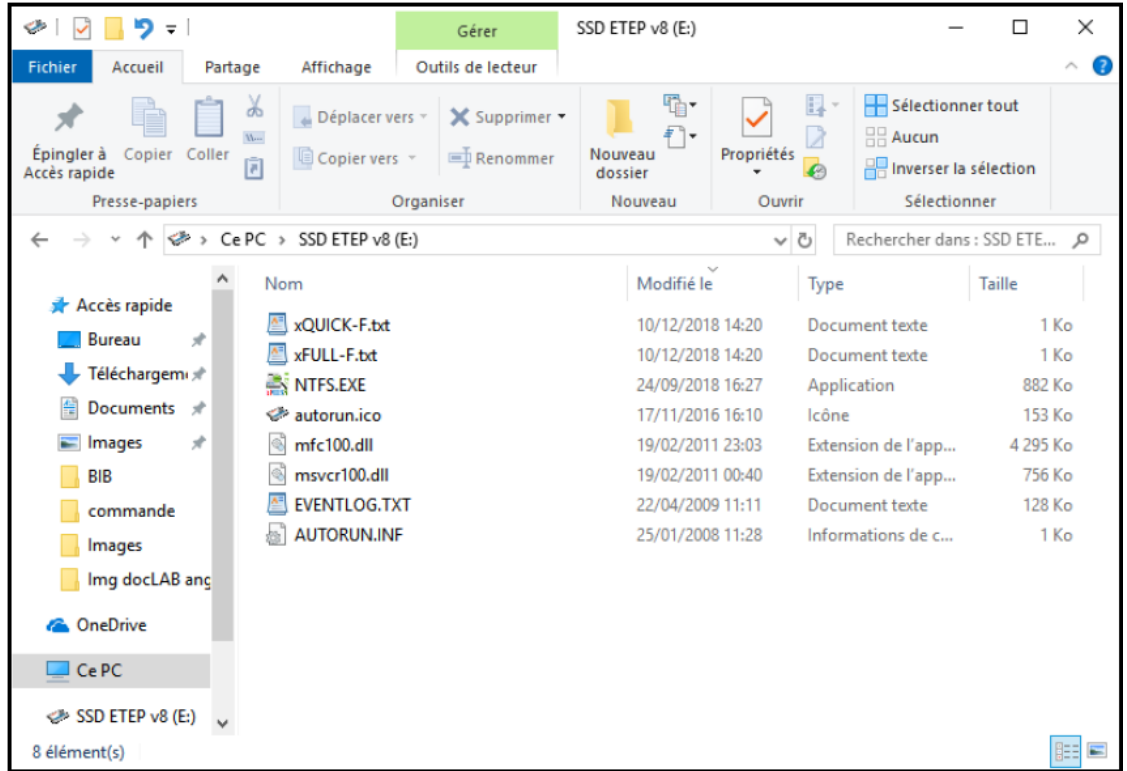 Gérer
SSD ETEP v8 (E:)
Fichier Accueil Partage Affichage Outils de lecteur
Épingler à Accès rapide
Copier
Coller
Déplacer vers
Copier vers
Supprimer
Renommer
Nouveau dossier
Propriétés
Sélectionner tout
Aucun
Inverser la sélection
Presse-papiers Organiser Nouveau Ouvrir Sélectionner
Ce PC > SSD ETEP v8 (E:)
Rechercher dans : SSD ETE...
Nom Modifié le Type Taille
xQUICK-F.txt 10/12/2018 14:20 Document texte 1 Ko
xFULL-F.txt 10/12/2018 14:20 Document texte 1 Ko
NTFS.EXE 24/09/2018 16:27 Application 882 Ko
autorun.ico 17/11/2016 16:10 Icône 153 Ko
mfc100.dll 19/02/2011 23:03 Extension de l'app... 4 295 Ko
msvcr100.dll 19/02/2011 00:40 Extension de l'app... 756 Ko
EVENTLOG.TXT 22/04/2009 11:11 Document texte 128 Ko
AUTORUN.INF 25/01/2008 11:28 Informations de c... 1 Ko
Accès rapide
Bureau
Téléchargem
Documents
Images
BIB
commande
Images
Img docLAB ang
OneDrive
Ce PC
SSD ETEP v8 (E:)
8 élément(s)